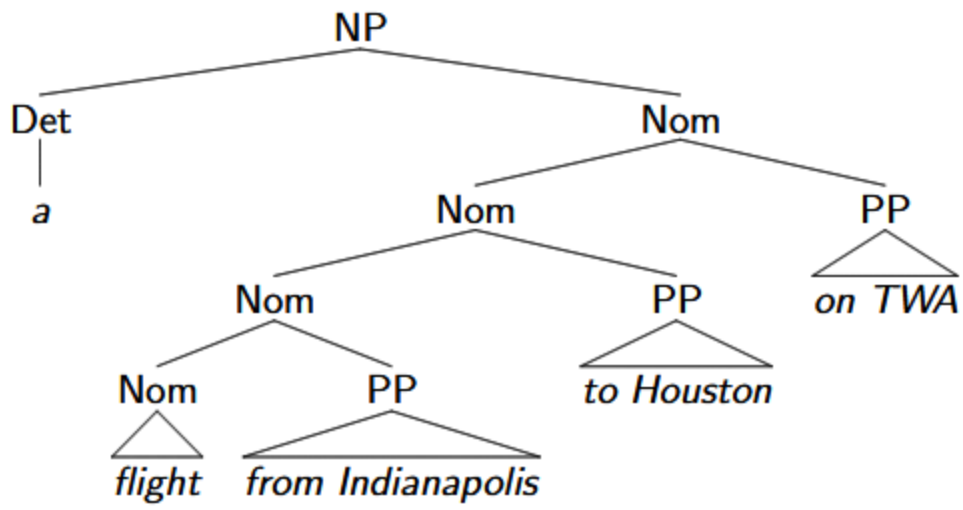 NP
Det Nom
a Nom PP
Nom PP on TWA
Nom PP to Houston
flight from Indianapolis